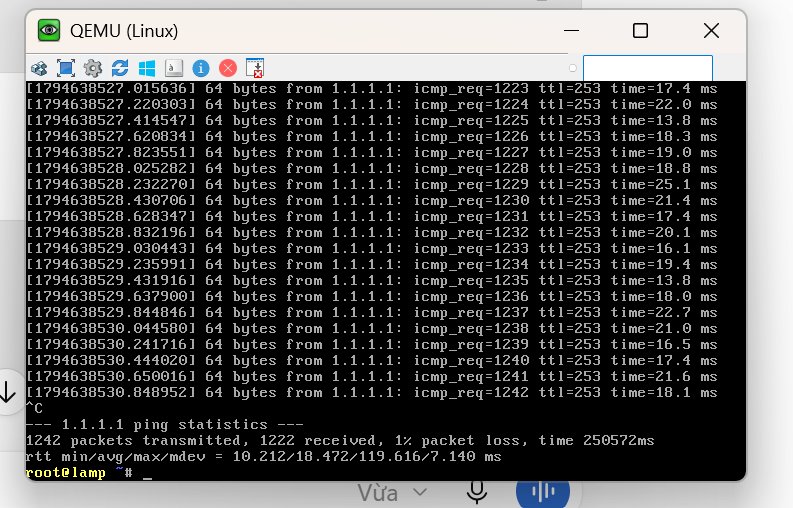 QEMU (Linux)
[1794638527.015636] 64 bytes from 1.1.1.1: icmp_req=1223 ttl=253 time=17.4 ms
[1794638527.220303] 64 bytes from 1.1.1.1: icmp_req=1224 ttl=253 time=22.0 ms
[1794638527.414547] 64 bytes from 1.1.1.1: icmp_req=1225 ttl=253 time=13.8 ms
[1794638527.620834] 64 bytes from 1.1.1.1: icmp_req=1226 ttl=253 time=18.3 ms
[1794638527.823551] 64 bytes from 1.1.1.1: icmp_req=1227 ttl=253 time=19.0 ms
[1794638528.025282] 64 bytes from 1.1.1.1: icmp_req=1228 ttl=253 time=18.8 ms
[1794638528.232270] 64 bytes from 1.1.1.1: icmp_req=1229 ttl=253 time=25.1 ms
[1794638528.430706] 64 bytes from 1.1.1.1: icmp_req=1230 ttl=253 time=21.4 ms
[1794638528.628347] 64 bytes from 1.1.1.1: icmp_req=1231 ttl=253 time=17.4 ms
[1794638528.832196] 64 bytes from 1.1.1.1: icmp_req=1232 ttl=253 time=20.1 ms
[1794638529.030443] 64 bytes from 1.1.1.1: icmp_req=1233 ttl=253 time=16.1 ms
[1794638529.235991] 64 bytes from 1.1.1.1: icmp_req=1234 ttl=253 time=19.4 ms
[1794638529.431916] 64 bytes from 1.1.1.1: icmp_req=1235 ttl=253 time=13.8 ms
[1794638529.637900] 64 bytes from 1.1.1.1: icmp_req=1236 ttl=253 time=18.0 ms
[1794638529.844846] 64 bytes from 1.1.1.1: icmp_req=1237 ttl=253 time=22.7 ms
[1794638530.044580] 64 bytes from 1.1.1.1: icmp_req=1238 ttl=253 time=21.0 ms
[1794638530.241716] 64 bytes from 1.1.1.1: icmp_req=1239 ttl=253 time=16.5 ms
[1794638530.444020] 64 bytes from 1.1.1.1: icmp_req=1240 ttl=253 time=17.4 ms
[1794638530.650016] 64 bytes from 1.1.1.1: icmp_req=1241 ttl=253 time=21.6 ms
[1794638530.848952] 64 bytes from 1.1.1.1: icmp_req=1242 ttl=253 time=18.1 ms
^C
--- 1.1.1.1 ping statistics ---
1242 packets transmitted, 1222 received, 1% packet loss, time 250572ms
rtt min/avg/max/mdev = 10.212/18.472/119.616/7.140 ms
root@lamp ~# _
Vừa